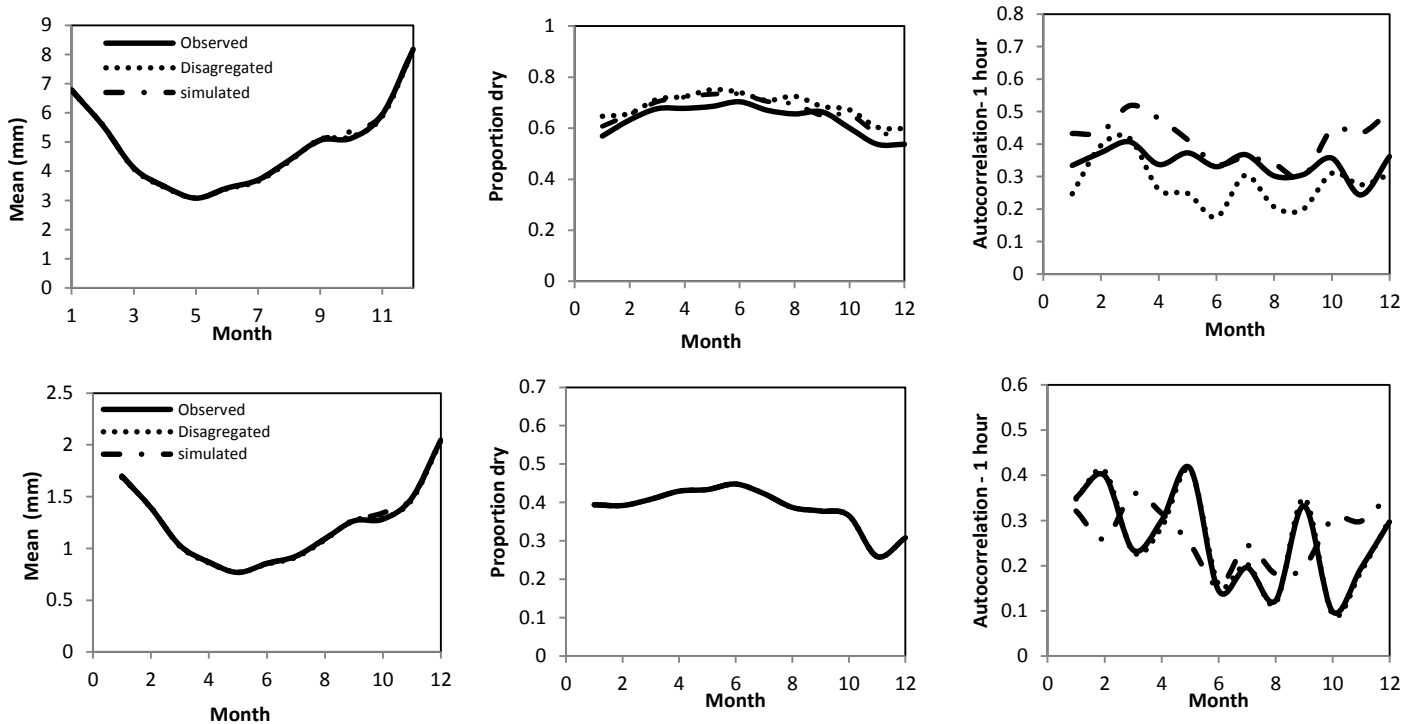 Mean (mm)
9
8
7
6
5
4
3
2
1
0
Observed
Disagregated
simulated
1 3 5 7 9 11
Month
Proportion dry
1
0.8
0.6
0.4
0.2
0
0 2 4 6 8 10 12
Month
Autocorrelation- 1 hour
0.8
0.7
0.6
0.5
0.4
0.3
0.2
0.1
0
0 2 4 6 8 10 12
Month
Mean (mm)
2.5
2
1.5
1
0.5
0
Observed
Disagregated
simulated
0 2 4 6 8 10 12
Month
Proportion dry
0.7
0.6
0.5
0.4
0.3
0.2
0.1
0
0 2 4 6 8 10 12
Month
Autocorrelation - 1 hour
0.6
0.5
0.4
0.3
0.2
0.1
0
0 2 4 6 8 10 12
Month